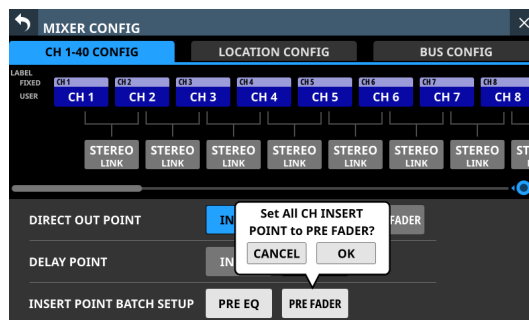 MIXER CONFIG
CH 1-40 CONFIG LOCATION CONFIG BUS CONFIG
LABEL
FIXED CH 1 CH 2 CH 3 CH 4 CH 5 CH 6 CH 7 CH 8
USER CH 1 CH 2 CH 3 CH 4 CH 5 CH 6 CH 7 CH 8
STEREO STEREO STEREO STEREO STEREO STEREO STEREO ST
LINK LINK LINK LINK LINK LINK LINK
Set All CH INSERT
POINT to PRE FADER?
CANCEL OK
DIRECT OUT POINT IN FADER
DELAY POINT IN
INSERT POINT BATCH SETUP PRE EQ PRE FADER